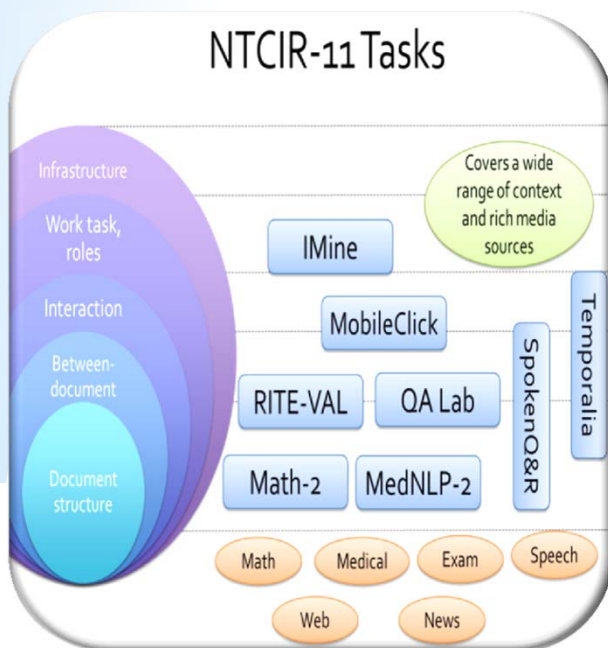 NTCIR-11 Tasks
Infrastructure
Work task,
roles
Interaction
Between-
document
Document
structure
Covers a wide
range of context
and rich media
sources
IMine
MobileClick
Temporalia
SpokenQ&R
RITE-VAL
QA Lab
Math-2
MedNLP-2
Math
Medical
Exam
Speech
Web
News